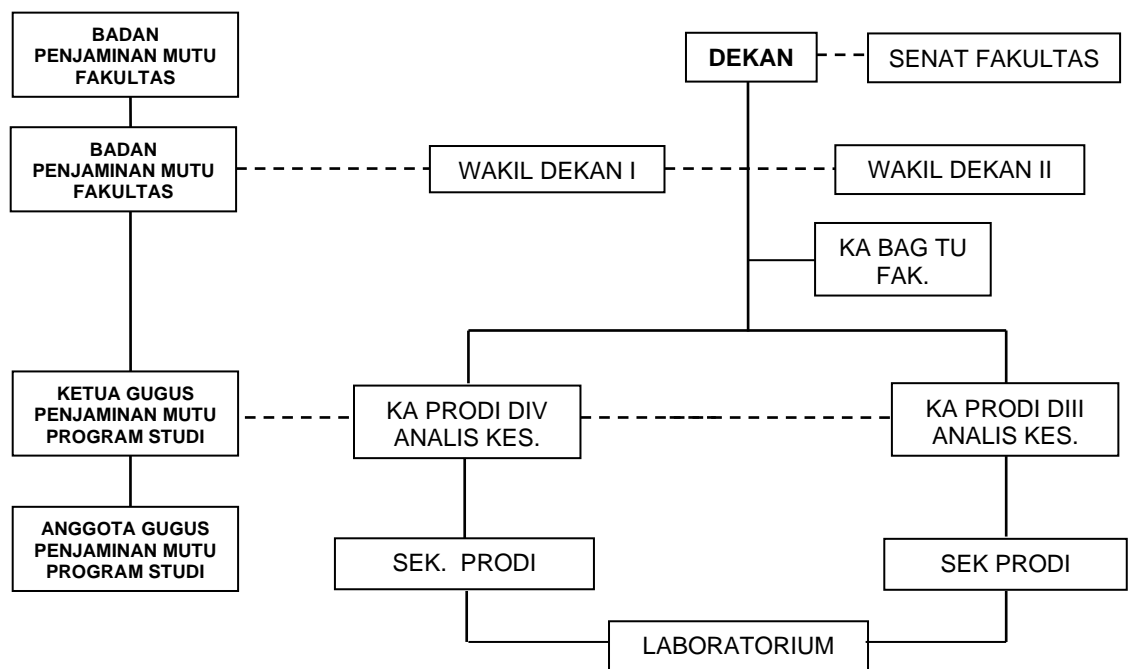 BADAN
PENJAMINAN MUTU
FAKULTAS
DEKAN
SENAT FAKULTAS
BADAN
PENJAMINAN MUTU
FAKULTAS
WAKIL DEKAN I
WAKIL DEKAN II
KA BAG TU
FAK.
KETUA GUGUS
PENJAMINAN MUTU
PROGRAM STUDI
KA PRODI DIV
ANALIS KES.
KA PRODI DIII
ANALIS KES.
ANGGOTA GUGUS
PENJAMINAN MUTU
PROGRAM STUDI
SEK. PRODI
SEK PRODI
LABORATORIUM